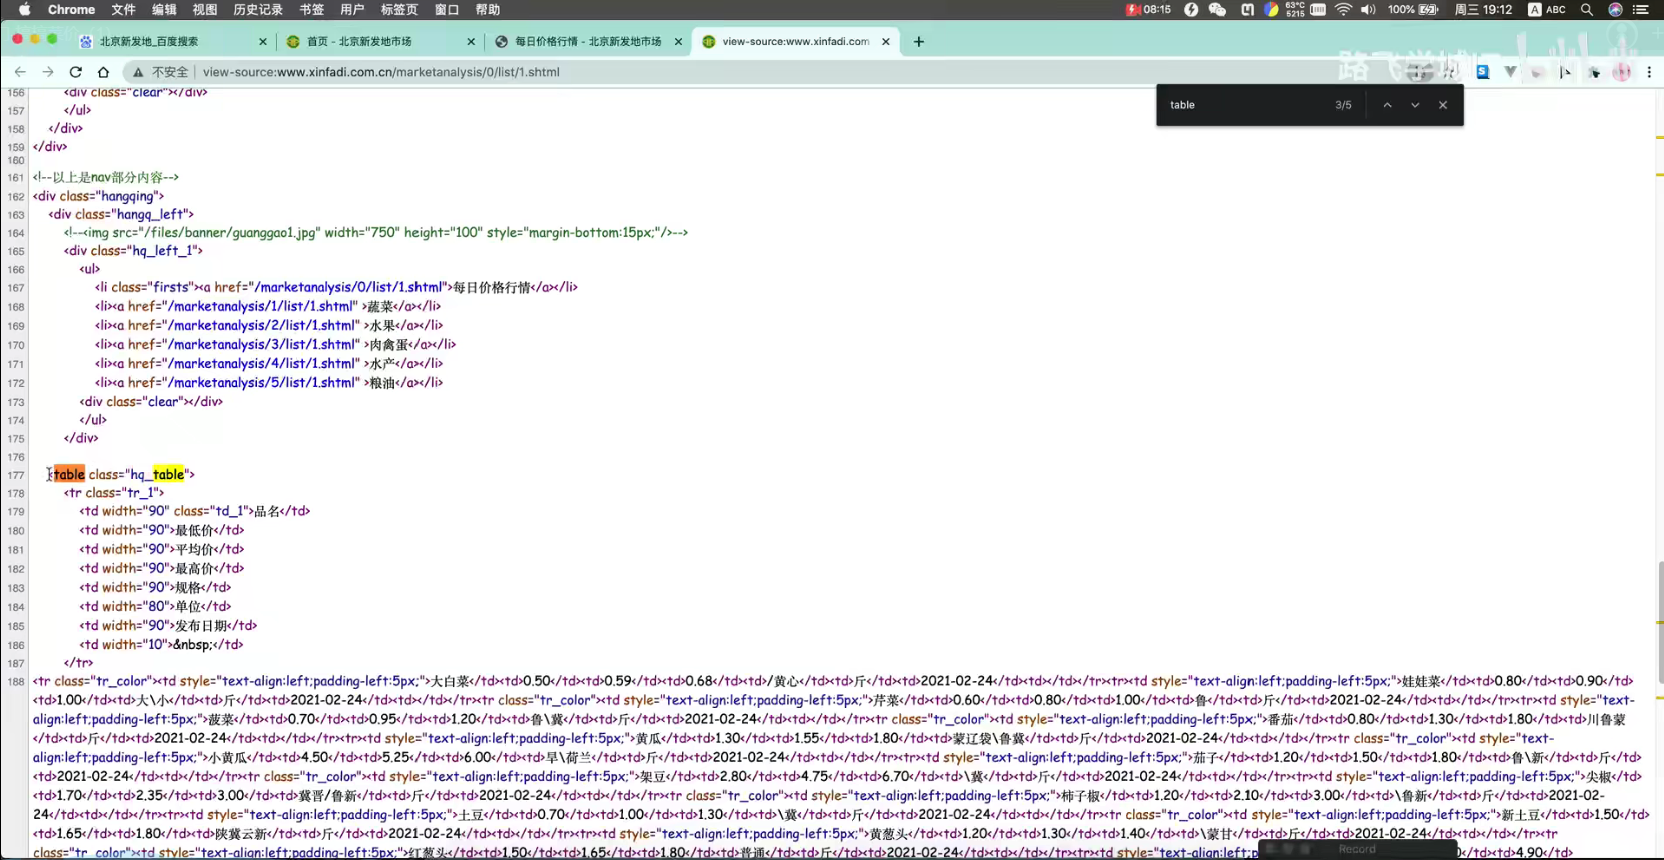 Chrome 文件 编辑 视图 历史记录 书签 用户 标签页 窗口 帮助 08:15 63°C 5215 100% 周三 19:12 A ABC
北京新发地_百度搜索 首页 - 北京新发地市场 每日价格行情 - 北京新发地市场 view-source:www.xinfadi.com
不安全 view-source:www.xinfadi.com.cn/marketanalysis/0/list/1.shtml
路飞学城
table 3/5
156 <div class="clear"></div>
157 </ul>
158 </div>
159 </div>
160
161 <!--以上是nav部分内容-->
162 <div class="hangqing">
163 <div class="hangq_left">
164 <!--<img src="/files/banner/guanggao1.jpg" width="750" height="100" style="margin-bottom:15px;"/>-->
165 <div class="hq_left_1">
166 <ul>
167 <li class="firsts"><a href="/marketanalysis/0/list/1.shtml">每日价格行情</a></li>
168 <li><a href="/marketanalysis/1/list/1.shtml" >蔬菜</a></li>
169 <li><a href="/marketanalysis/2/list/1.shtml" >水果</a></li>
170 <li><a href="/marketanalysis/3/list/1.shtml" >肉禽蛋</a></li>
171 <li><a href="/marketanalysis/4/list/1.shtml" >水产</a></li>
172 <li><a href="/marketanalysis/5/list/1.shtml" >粮油</a></li>
173 <div class="clear"></div>
174 </ul>
175 </div>
176
177 <table class="hq_table">
178 <tr class="tr_1">
179 <td width="90" class="td_1">品名</td>
180 <td width="90">最低价</td>
181 <td width="90">平均价</td>
182 <td width="90">最高价</td>
183 <td width="90">规格</td>
184 <td width="80">单位</td>
185 <td width="90">发布日期</td>
186 <td width="10">&nbsp;</td>
187 </tr>
188 <tr class="tr_color"><td style="text-align:left;padding-left:5px;">大白菜</td><td>0.50</td><td>0.59</td><td>0.68</td><td>/黄心</td><td>斤</td><td>2021-02-24</td><td></td></tr><tr><td style="text-align:left;padding-left:5px;">娃娃菜</td><td>0.80</td><td>0.90</td>
<td>1.00</td><td>大\小</td><td>斤</td><td>2021-02-24</td><td></td></tr><tr class="tr_color"><td style="text-align:left;padding-left:5px;">芹菜</td><td>0.60</td><td>0.80</td><td>1.00</td><td>鲁</td><td>斤</td><td>2021-02-24</td><td></td></tr><tr><td style="text-
align:left;padding-left:5px;">菠菜</td><td>0.70</td><td>0.95</td><td>1.20</td><td>鲁\冀</td><td>斤</td><td>2021-02-24</td><td></td></tr><tr class="tr_color"><td style="text-align:left;padding-left:5px;">番茄</td><td>0.80</td><td>1.30</td><td>1.80</td><td>川鲁蒙
</td><td>斤</td><td>2021-02-24</td><td></td></tr><tr><td style="text-align:left;padding-left:5px;">黄瓜</td><td>1.30</td><td>1.55</td><td>1.80</td><td>蒙辽袋\鲁冀</td><td>斤</td><td>2021-02-24</td><td></td></tr><tr class="tr_color"><td style="text-
align:left;padding-left:5px;">小黄瓜</td><td>4.50</td><td>5.25</td><td>6.00</td><td>旱\荷兰</td><td>斤</td><td>2021-02-24</td><td></td></tr><tr><td style="text-align:left;padding-left:5px;">茄子</td><td>1.20</td><td>1.50</td><td>1.80</td><td>鲁\新</td><td>斤</td>
<td>2021-02-24</td><td></td></tr><tr class="tr_color"><td style="text-align:left;padding-left:5px;">架豆</td><td>2.80</td><td>4.75</td><td>6.70</td><td>\冀</td><td>斤</td><td>2021-02-24</td><td></td></tr><tr><td style="text-align:left;padding-left:5px;">尖椒</td>
<td>1.70</td><td>2.35</td><td>3.00</td><td>冀晋/鲁新</td><td>斤</td><td>2021-02-24</td><td></td></tr><tr class="tr_color"><td style="text-align:left;padding-left:5px;">柿子椒</td><td>1.20</td><td>2.10</td><td>3.00</td><td>\鲁新</td><td>斤</td><td>2021-02-
24</td><td></td></tr><tr><td style="text-align:left;padding-left:5px;">土豆</td><td>0.70</td><td>1.00</td><td>1.30</td><td>\冀</td><td>斤</td><td>2021-02-24</td><td></td></tr><tr class="tr_color"><td style="text-align:left;padding-left:5px;">新土豆</td><td>1.50</td>
<td>1.65</td><td>1.80</td><td>陕冀云新</td><td>斤</td><td>2021-02-24</td><td></td></tr><tr><td style="text-align:left;padding-left:5px;">黄葱头</td><td>1.20</td><td>1.30</td><td>1.40</td><td>\蒙甘</td><td>斤</td><td>2021-02-24</td><td></td></tr><tr
class="tr_color"><td style="text-align:left;padding-left:5px;">红葱头</td><td>1.50</td><td>1.65</td><td>1.80</td><td>普通</td><td>斤</td><td>2021-02-24</td><td></td></tr><tr><td style="text-align:left;padding-left:5px;"> </td><td>4.90</td>
Record